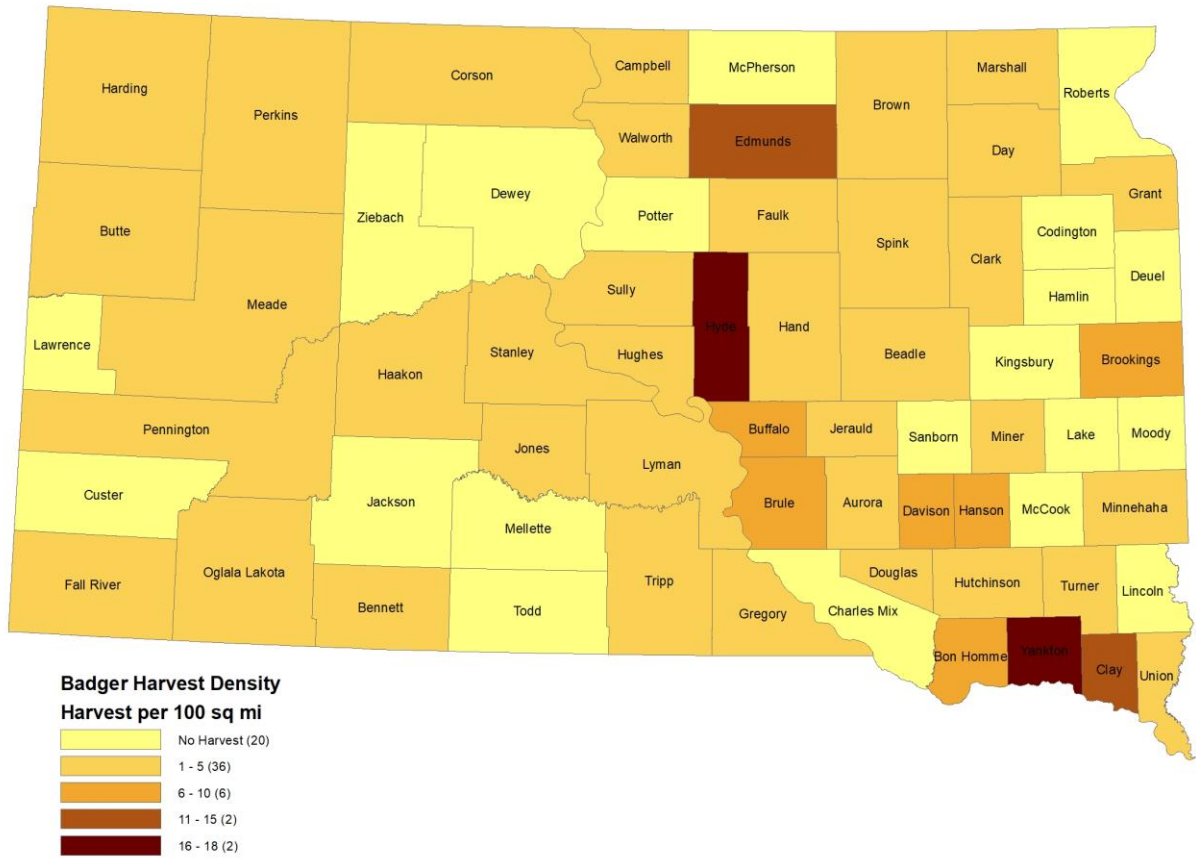 Harding
Perkins
Corson
Campbell
McPherson
Brown
Marshall
Roberts
Walworth
Edmunds
Day
Butte
Ziebach
Dewey
Potter
Faulk
Spink
Clark
Codington
Grant
Hamlin
Deuel
Meade
Lawrence
Sully
Hyde
Hand
Beadle
Kingsbury
Brookings
Haakon
Stanley
Hughes
Pennington
Jones
Lyman
Buffalo
Jerauld
Sanborn
Miner
Lake
Moody
Custer
Jackson
Mellette
Brule
Aurora
Davison
Hanson
McCook
Minnehaha
Fall River
Oglala Lakota
Bennett
Todd
Tripp
Gregory
Charles Mix
Douglas
Hutchinson
Turner
Lincoln
Bon Homme
Yankton
Clay
Union
Badger Harvest Density
Harvest per 100 sq mi
No Harvest (20)
1 - 5 (36)
6 - 10 (6)
11 - 15 (2)
16 - 18 (2)